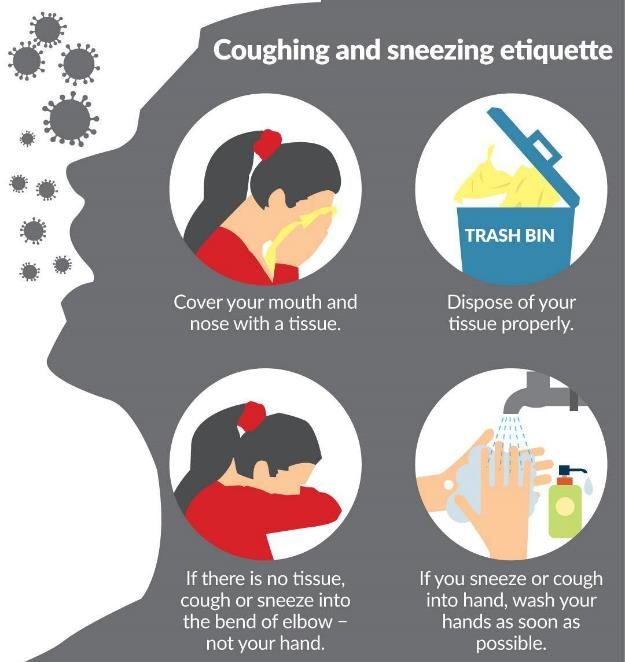 Coughing and sneezing etiquette
Cover your mouth and
nose with a tissue.
TRASH BIN
Dispose of your
tissue properly.
If there is no tissue,
cough or sneeze into
the bend of elbow –
not your hand.
If you sneeze or cough
into hand, wash your
hands as soon as
possible.